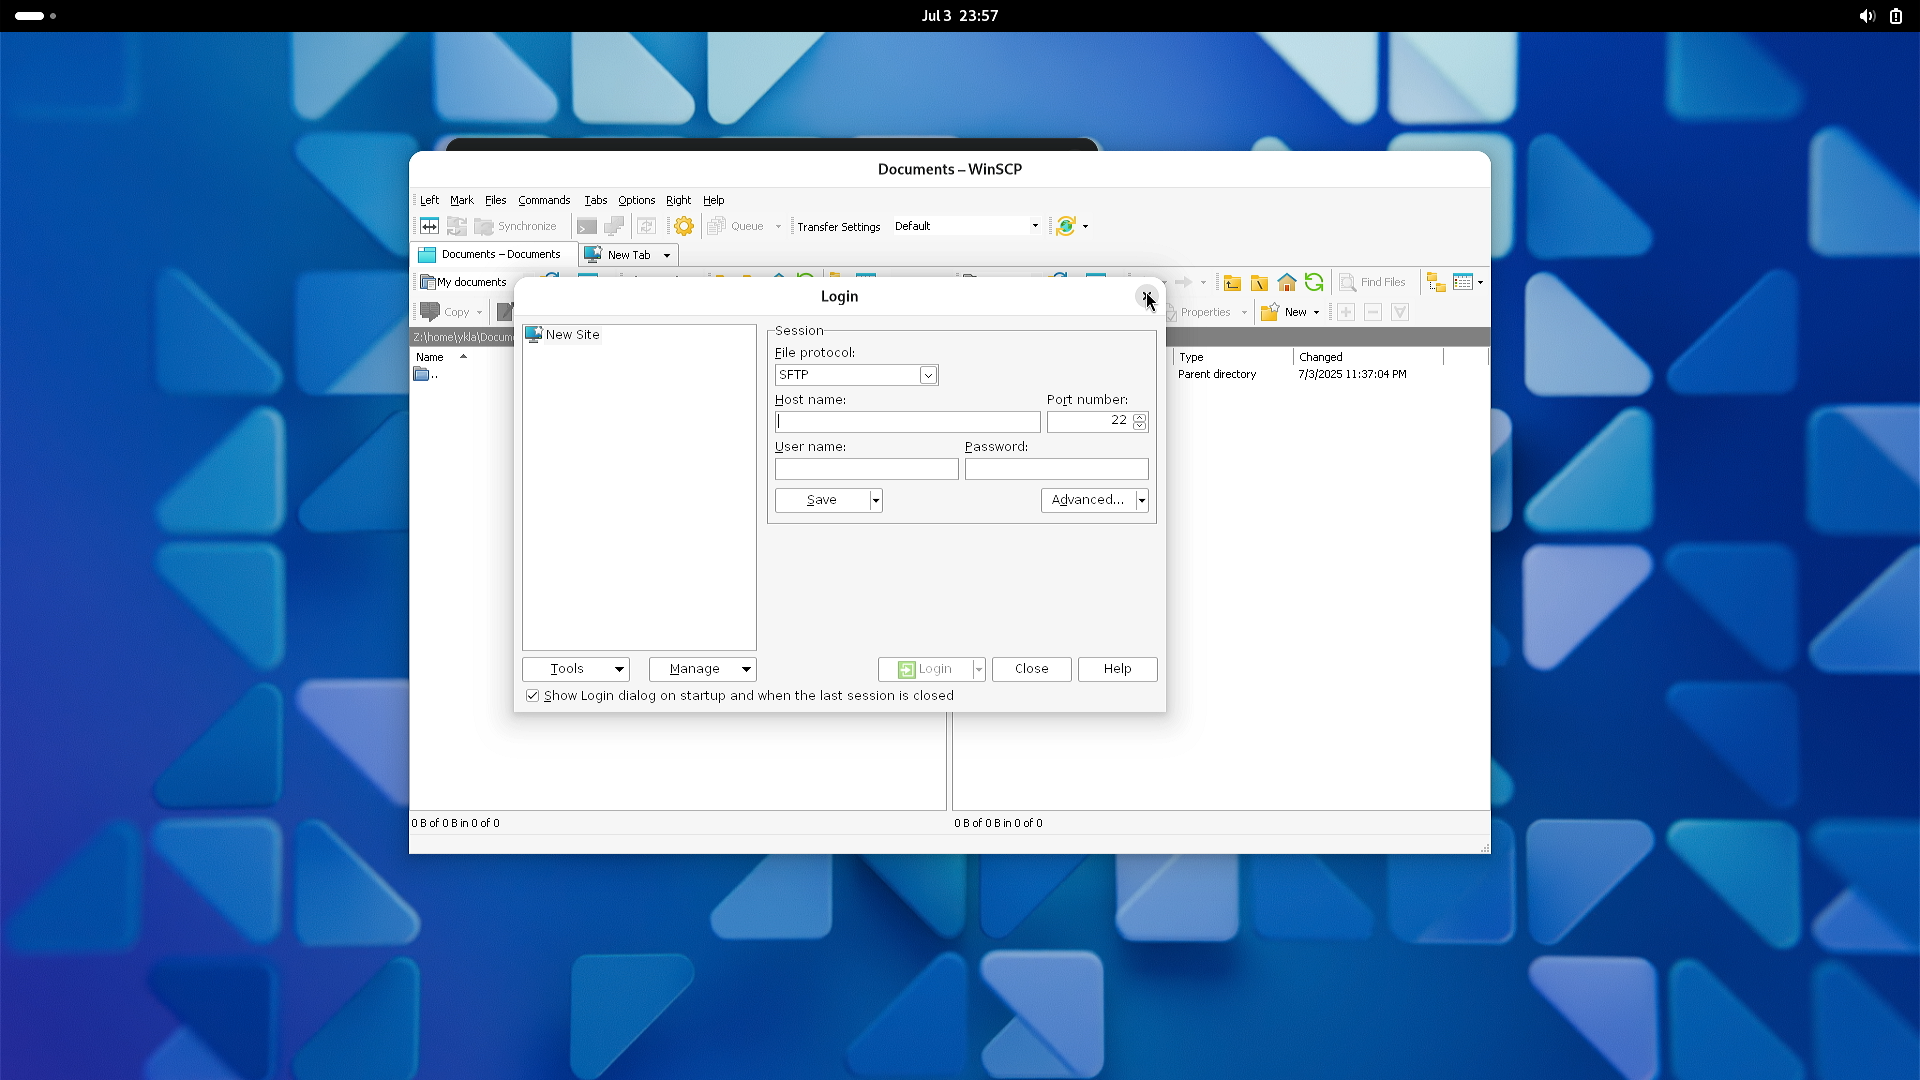 Jul 3 23:57
Documents – WinSCP
Left Mark Files Commands Tabs Options Right Help
Synchronize Queue Transfer Settings Default
Documents – Documents New Tab
My documents Find Files
Copy Properties New
Z:\home\ykla\Docum
Name Type Changed
.. Parent directory 7/3/2025 11:37:04 PM
Login
New Site
Session
File protocol:
SFTP
Host name: Port number:
22
User name: Password:
Save Advanced...
Tools Manage Login Close Help
Show Login dialog on startup and when the last session is closed
0 B of 0 B in 0 of 0 0 B of 0 B in 0 of 0